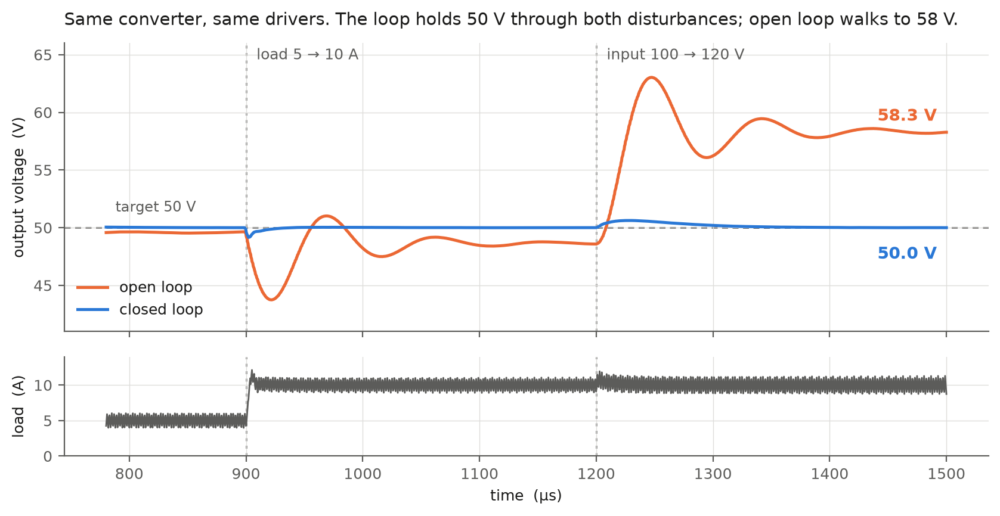 Same converter, same drivers. The loop holds 50 V through both disturbances; open loop walks to 58 V.
output voltage (V)
65
60
55
50
45
load 5 → 10 A
input 100 → 120 V
58.3 V
target 50 V
50.0 V
open loop
closed loop
load (A)
10
5
0
800
900
1000
1100
1200
1300
1400
1500
time (µs)